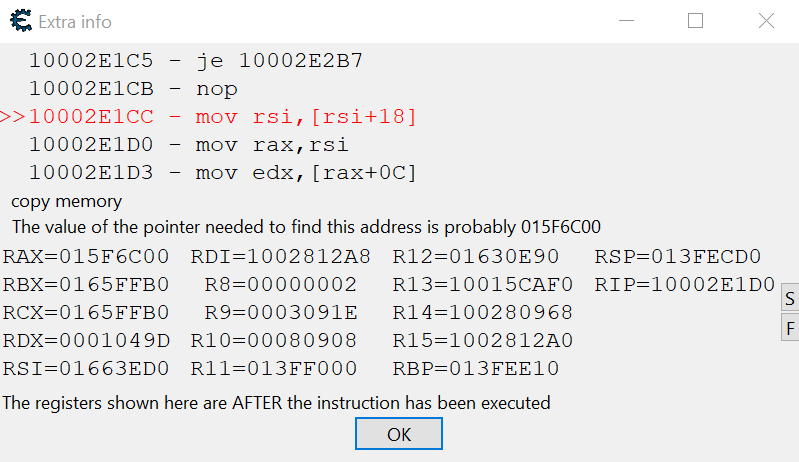 Extra info
10002E1C5 - je 10002E2B7
10002E1CB - nop
>>10002E1CC - mov rsi,[rsi+18]
10002E1D0 - mov rax,rsi
10002E1D3 - mov edx,[rax+0C]
copy memory
The value of the pointer needed to find this address is probably 015F6C00
RAX=015F6C00 RDI=1002812A8 R12=01630E90 RSP=013FECD0
RBX=0165FFB0 R8=00000002 R13=10015CAF0 RIP=10002E1D0
RCX=0165FFB0 R9=0003091E R14=100280968
S
RDX=0001049D R10=00080908 R15=1002812A0
F
RSI=01663ED0 R11=013FF000 RBP=013FEE10
The registers shown here are AFTER the instruction has been executed
OK